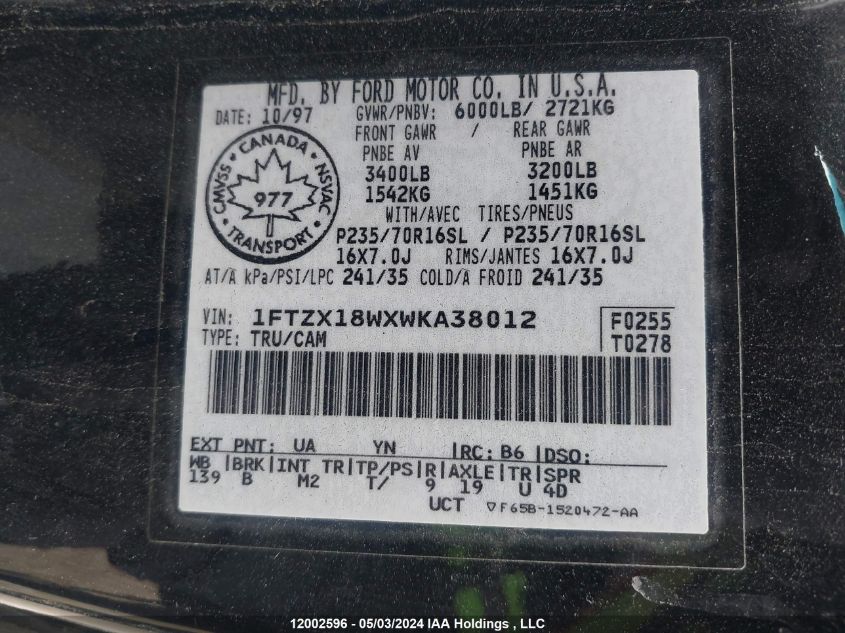 MFD. BY FORD MOTOR CO. IN U.S.A.
DATE: 10/97 GVWR/PNBV: 6000LB/ 2721KG
FRONT GAWR / REAR GAWR
PNBE AV PNBE AR
3400LB 3200LB
1542KG 1451KG
WITH/AVEC TIRES/PNEUS
P235/70R16SL / P235/70R16SL
16X7.0J RIMS/JANTES 16X7.0J
AT/A kPa/PSI/LPC 241/35 COLD/A FROID 241/35
CANADA
CMVSS 977 NSVAC
TRANSPORT
VIN: 1FTZX18WXWKA38012 F0255
TYPE: TRU/CAM T0278
EXT PNT: UA YN |RC: B6 |DSO:
WB |BRK|INT TR|TP/PS|R|AXLE|TR|SPR
139 B M2 T/ 9 19 U 4D
UCT ▽F65B-1520472-AA
12002596 - 05/03/2024 IAA Holdings , LLC